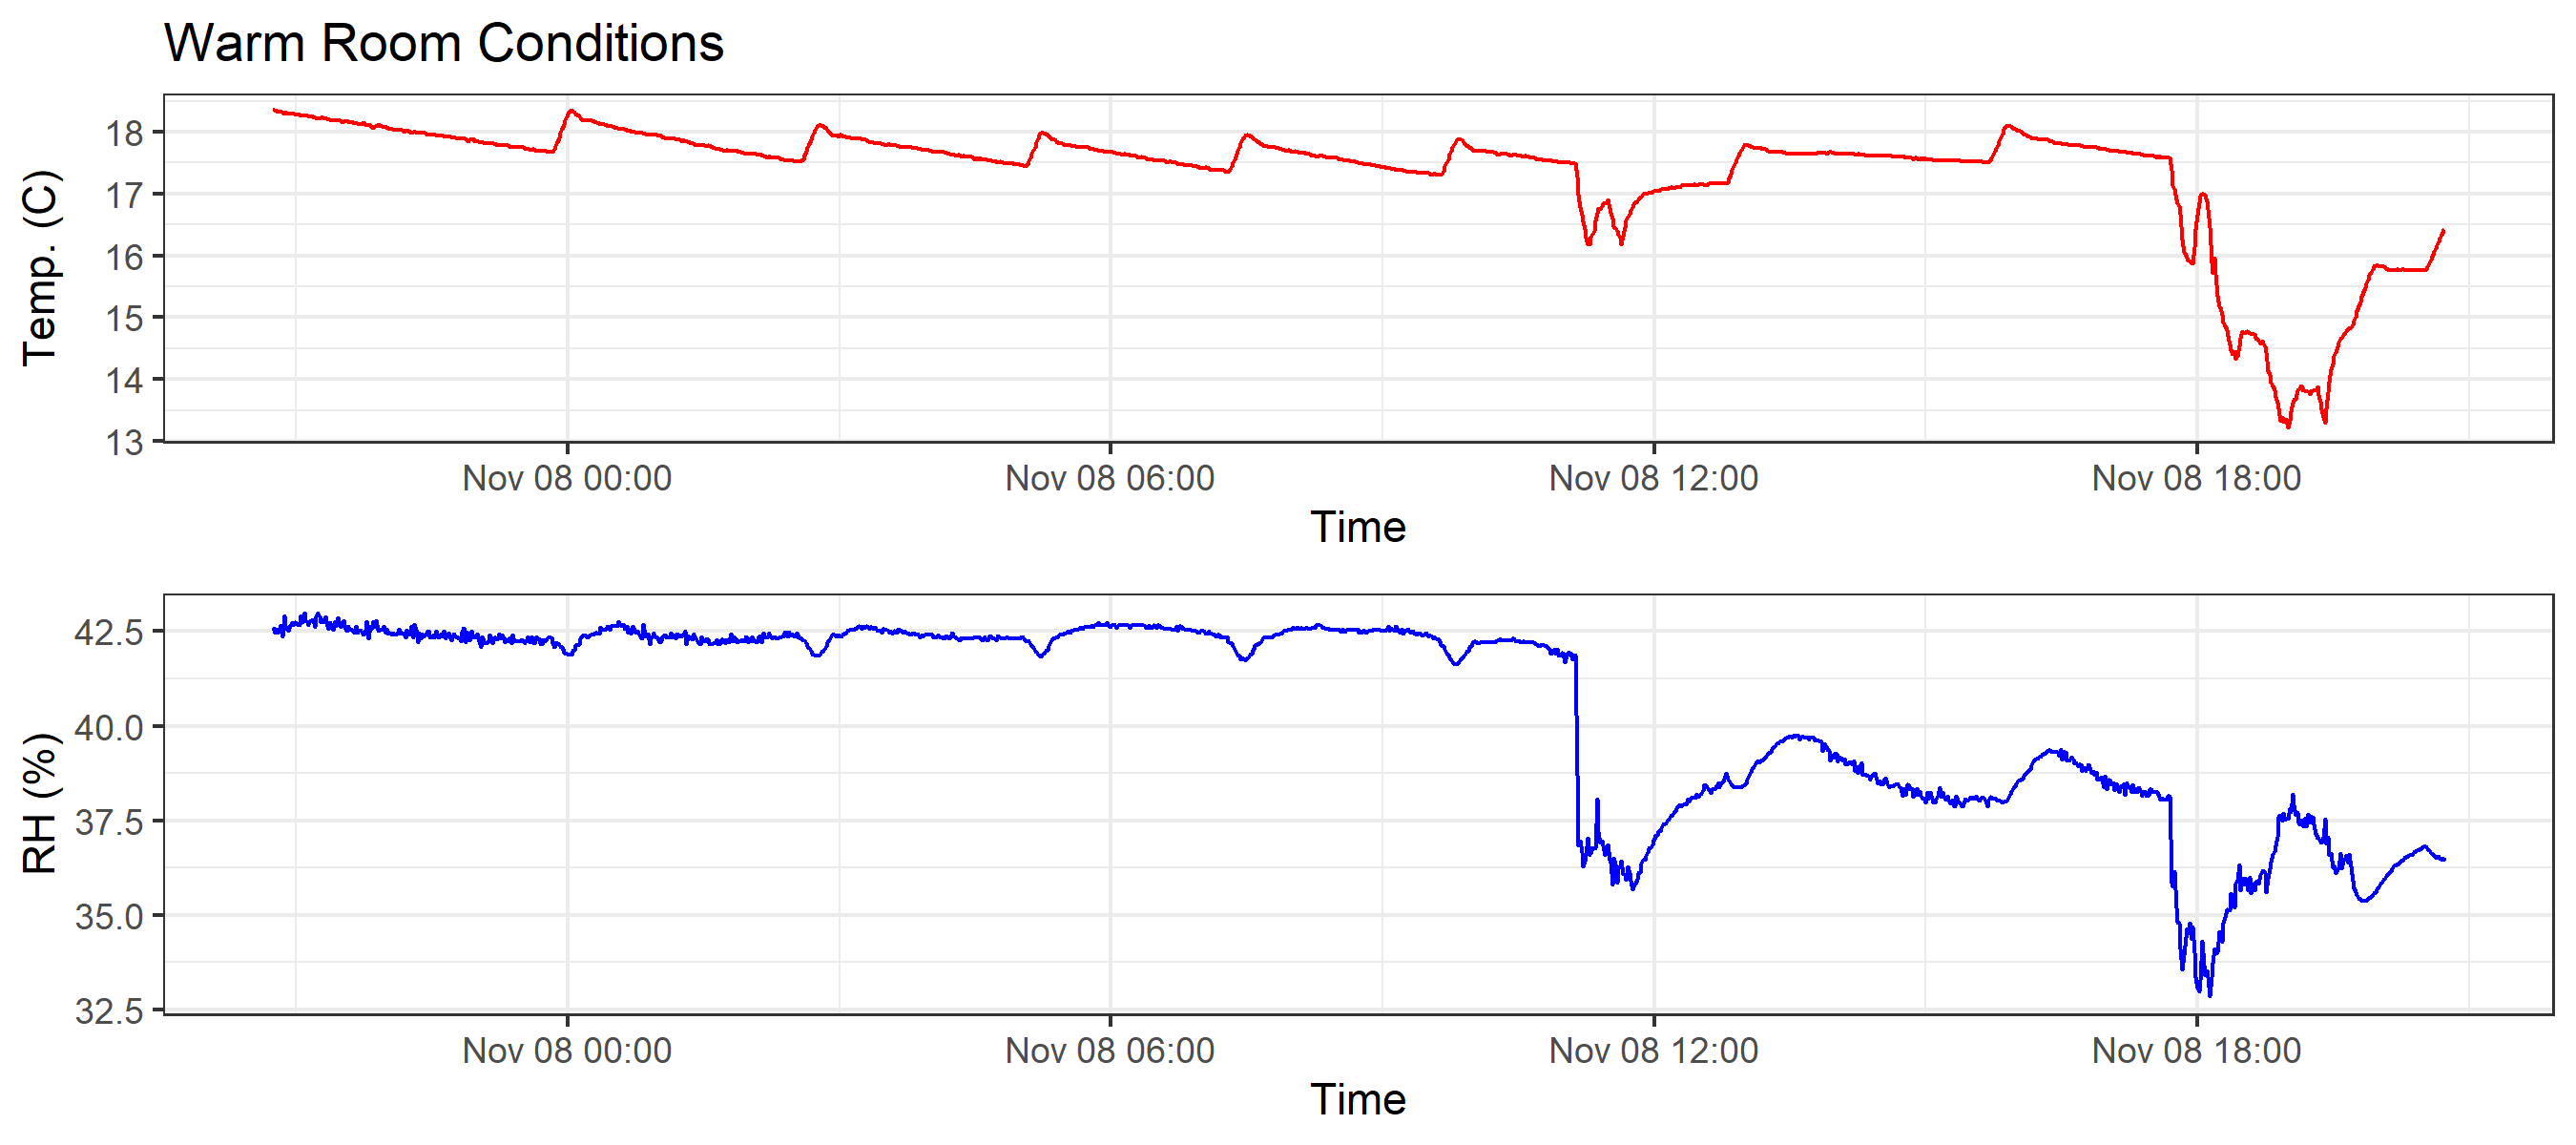 Warm Room Conditions
Temp. (C)
18
17
16
15
14
13
Nov 08 00:00 Nov 08 06:00 Nov 08 12:00 Nov 08 18:00
Time
RH (%)
42.5
40.0
37.5
35.0
32.5
Nov 08 00:00 Nov 08 06:00 Nov 08 12:00 Nov 08 18:00
Time